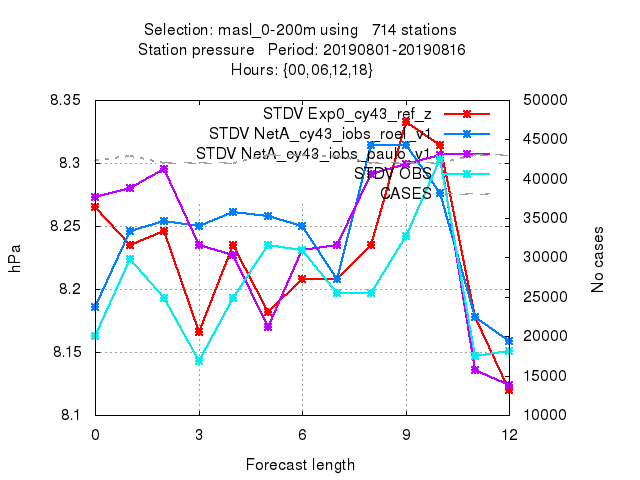 Selection: masl_0-200m using 714 stations
Station pressure Period: 20190801-20190816
Hours: {00,06,12,18}
8.35
8.3
8.25
8.2
8.15
8.1
hPa
STDV Exp0_cy43_ref_z
STDV NetA_cy43_iobs_roel_v1
STDV NetA_cy43-iobs_paulo_v1
STDV OBS
CASES
50000
45000
40000
35000
30000
25000
20000
15000
10000
No cases
0 3 6 9 12
Forecast length